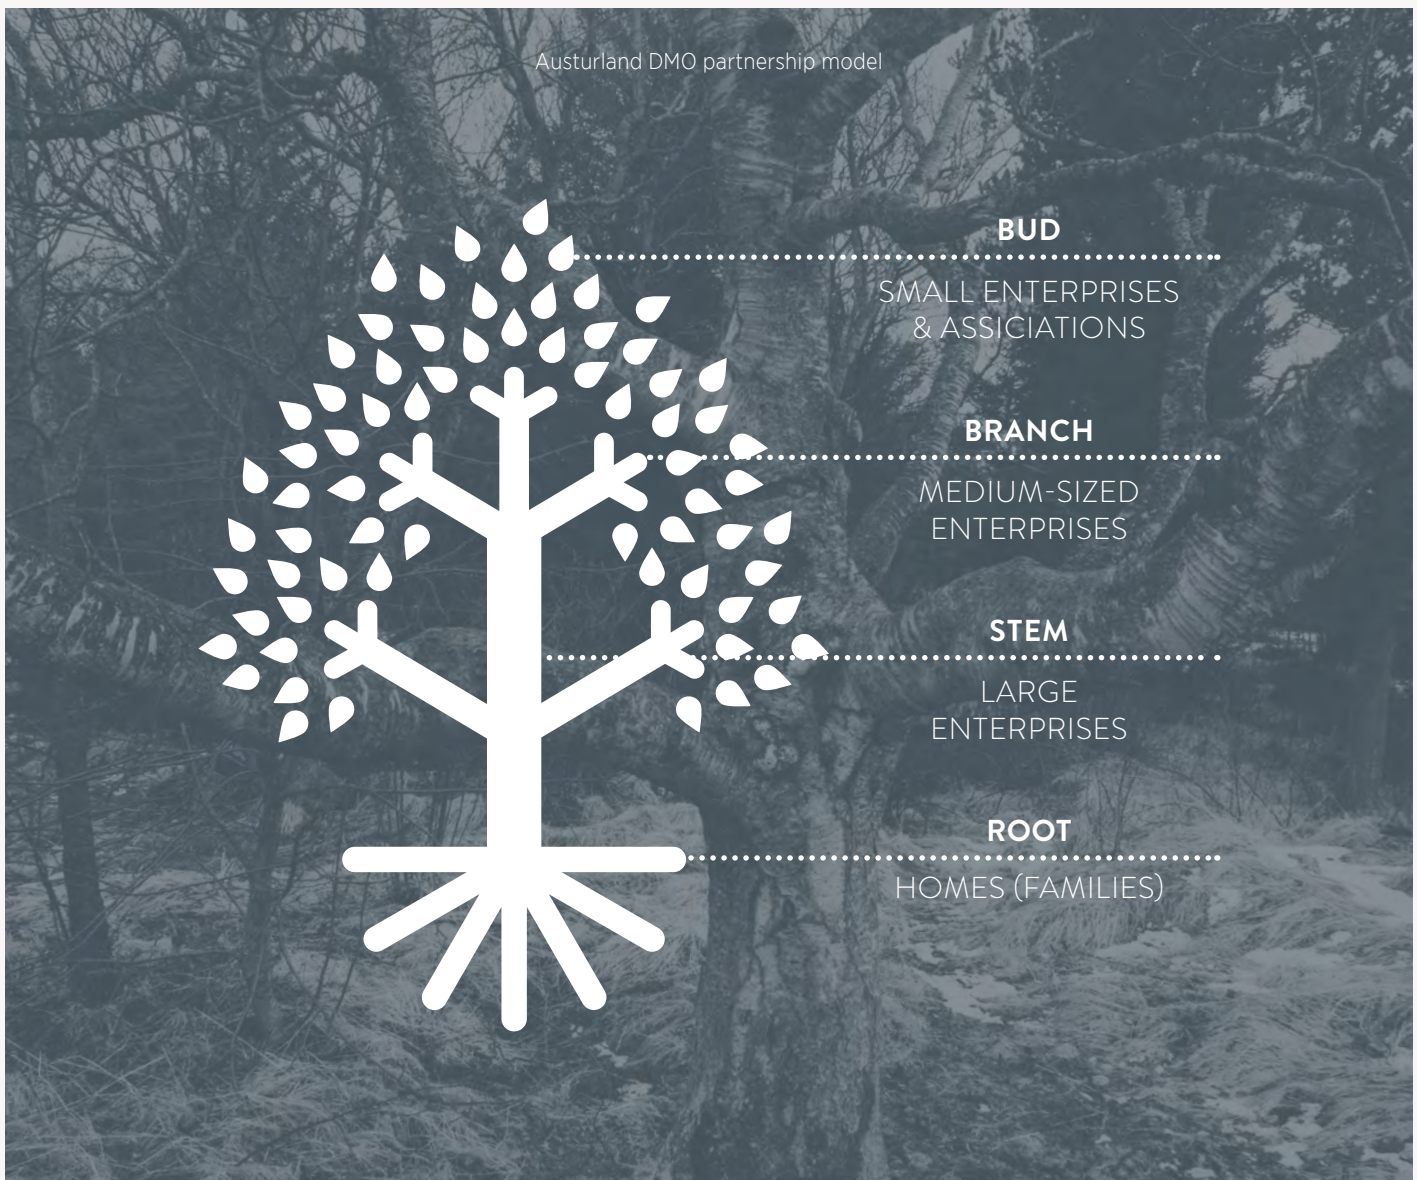 Austurland DMO partnership model
BUD
SMALL ENTERPRISES
& ASSICIATIONS
BRANCH
MEDIUM-SIZED
ENTERPRISES
STEM
LARGE
ENTERPRISES
ROOT
HOMES (FAMILIES)